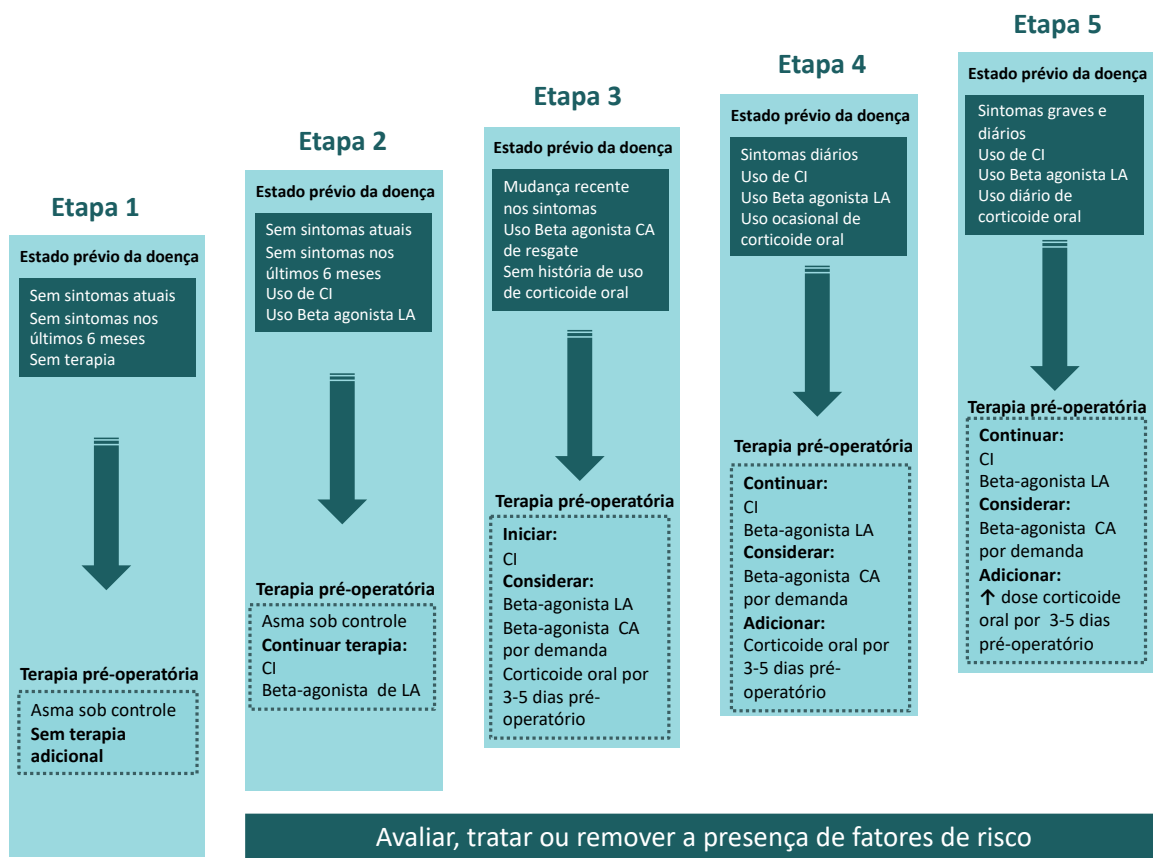 Etapa 1
Estado prévio da doença
Sem sintomas atuais
Sem sintomas nos
últimos 6 meses
Sem terapia
Terapia pré-operatória
Asma sob controle
Sem terapia
adicional
Etapa 2
Estado prévio da doença
Sem sintomas atuais
Sem sintomas nos
últimos 6 meses
Uso de CI
Uso Beta agonista LA
Terapia pré-operatória
Asma sob controle
Continuar terapia:
CI
Beta-agonista de LA
Etapa 3
Estado prévio da doença
Mudança recente
nos sintomas
Uso Beta agonista CA
de resgate
Sem história de uso
de corticoide oral
Terapia pré-operatória
Iniciar:
CI
Considerar:
Beta-agonista LA
Beta-agonista CA
por demanda
Corticoide oral por
3-5 dias pré-
operatório
Etapa 4
Estado prévio da doença
Sintomas diários
Uso de CI
Uso Beta agonista LA
Uso ocasional de
corticoide oral
Terapia pré-operatória
Continuar:
CI
Beta-agonista LA
Considerar:
Beta-agonista CA
por demanda
Adicionar:
Corticoide oral por
3-5 dias pré-
operatório
Etapa 5
Estado prévio da doença
Sintomas graves e
diários
Uso de CI
Uso Beta agonista LA
Uso diário de
corticoide oral
Terapia pré-operatória
Continuar:
CI
Beta-agonista LA
Considerar:
Beta-agonista CA
por demanda
Adicionar:
↑ dose corticoide
oral por 3-5 dias
pré-operatório
Avaliar, tratar ou remover a presença de fatores de risco